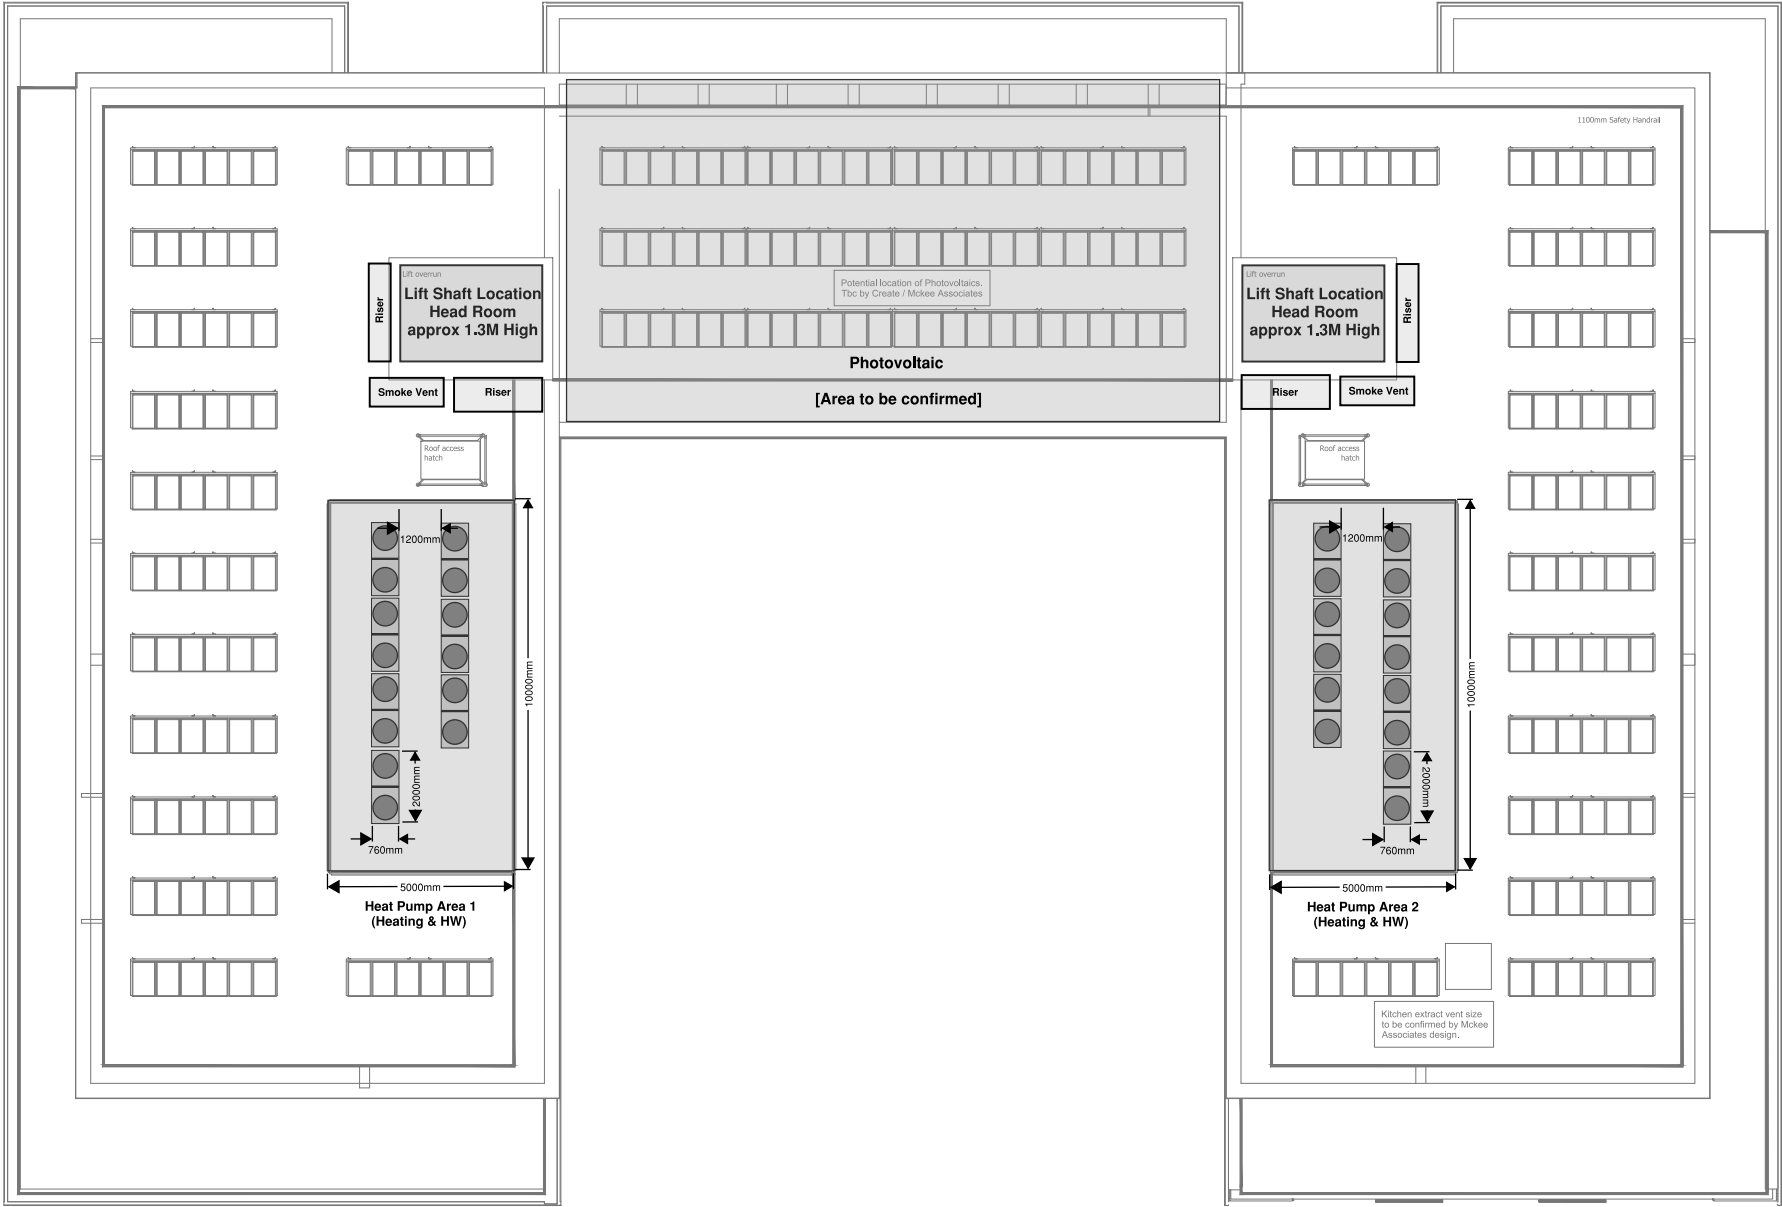 1100mm Safety Handrail
Lift overrun
Lift Shaft Location
Head Room
approx 1.3M High
Riser
Smoke Vent
Riser
Roof access
hatch
Potential location of Photovoltaics.
Tbc by Create / Mckee Associates
Photovoltaic
[Area to be confirmed]
Lift overrun
Lift Shaft Location
Head Room
approx 1.3M High
Riser
Riser
Smoke Vent
Roof access
hatch
1200mm
10000mm
2000mm
760mm
5000mm
Heat Pump Area 1
(Heating & HW)
1200mm
10000mm
2000mm
760mm
5000mm
Heat Pump Area 2
(Heating & HW)
Kitchen extract vent size
to be confirmed by Mckee
Associates design.